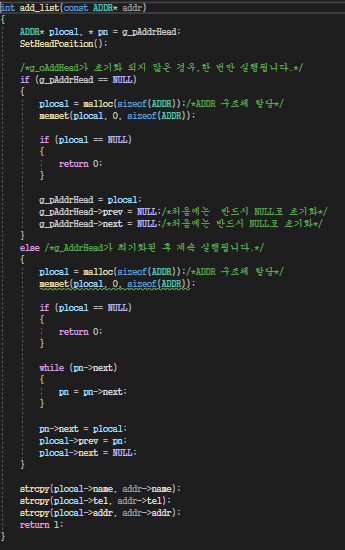 int add_list(const ADDR* addr)
{
ADDR* plocal, * pn = g_pAddrHead;
SetHeadPosition();
/*g_oAddHead가 초기화 되지 않은 경우,한 번만 실행됩니다.*/
if (g_pAddrHead == NULL)
{
plocal = malloc(sizeof(ADDR));/*ADDR 구조체 할당*/
memset(plocal, 0, sizeof(ADDR));
if (plocal == NULL)
{
return 0;
}
g_pAddrHead = plocal;
g_pAddrHead->prev = NULL;/*처음에는 반드시 NULL로 초기화*/
g_pAddrHead->next = NULL;/*처음에는 반드시 NULL로 초기화*/
}
else /*g_AddrHead가 최기화된 후 계속 실행됩니다.*/
{
plocal = malloc(sizeof(ADDR));/*ADDR 구조체 할당*/
memset(plocal, 0, sizeof(ADDR));
if (plocal == NULL)
{
return 0;
}
while (pn->next)
{
pn = pn->next;
}
pn->next = plocal;
plocal->prev = pn;
plocal->next = NULL;
}
strcpy(plocal->name, addr->name);
strcpy(plocal->tel, addr->tel);
strcpy(plocal->addr, addr->addr);
return 1;
}